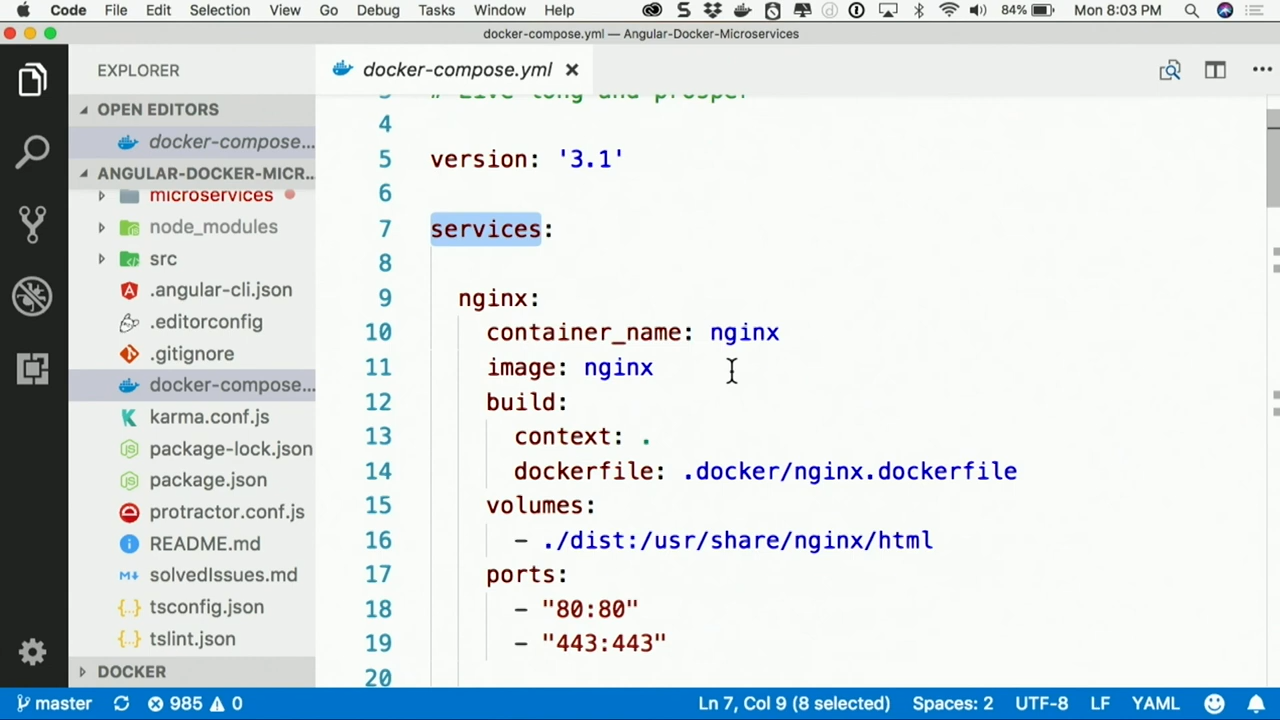 Code File Edit Selection View Go Debug Tasks Window Help 84% Mon 8:03 PM
docker-compose.yml — Angular-Docker-Microservices
EXPLORER
OPEN EDITORS
docker-compose...
ANGULAR-DOCKER-MICR...
microservices
node_modules
src
.angular-cli.json
.editorconfig
.gitignore
docker-compose...
karma.conf.js
package-lock.json
package.json
protractor.conf.js
README.md
solvedIssues.md
tsconfig.json
tslint.json
DOCKER
docker-compose.yml
3 # Live long and prosper
4
5 version: '3.1'
6
7 services:
8
9 nginx:
10 container_name: nginx
11 image: nginx
12 build:
13 context: .
14 dockerfile: .docker/nginx.dockerfile
15 volumes:
16 - ./dist:/usr/share/nginx/html
17 ports:
18 - "80:80"
19 - "443:443"
20
master 985 0 Ln 7, Col 9 (8 selected) Spaces: 2 UTF-8 LF YAML